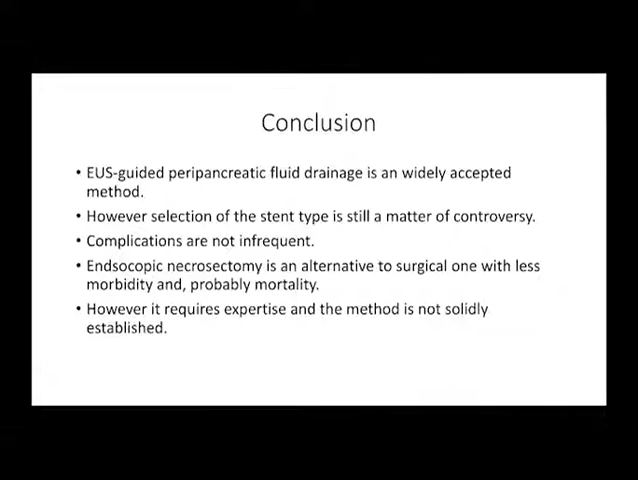 Conclusion
• EUS-guided peripancreatic fluid drainage is an widely accepted
method.
• However selection of the stent type is still a matter of controversy.
• Complications are not infrequent.
• Endsocopic necrosectomy is an alternative to surgical one with less
morbidity and, probably mortality.
• However it requires expertise and the method is not solidly
established.